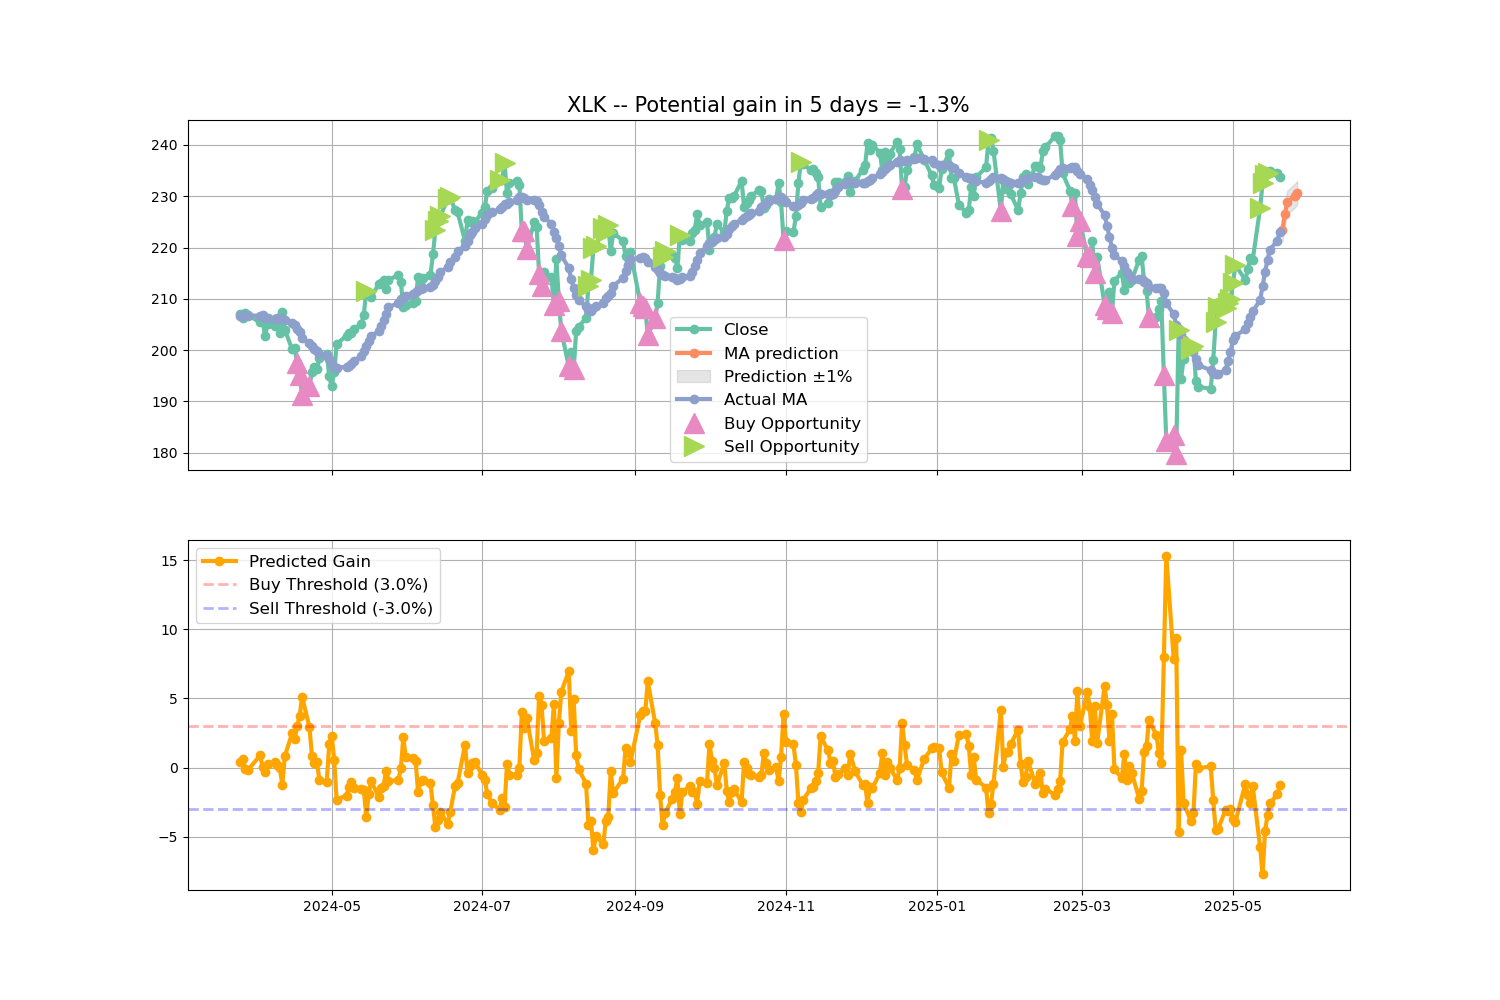 XLK -- Potential gain in 5 days = -1.3%
240
230
220
210
200
190
180
Close
MA prediction
Prediction ±1%
Actual MA
Buy Opportunity
Sell Opportunity
15
10
5
0
−5
Predicted Gain
Buy Threshold (3.0%)
Sell Threshold (-3.0%)
2024-05
2024-07
2024-09
2024-11
2025-01
2025-03
2025-05